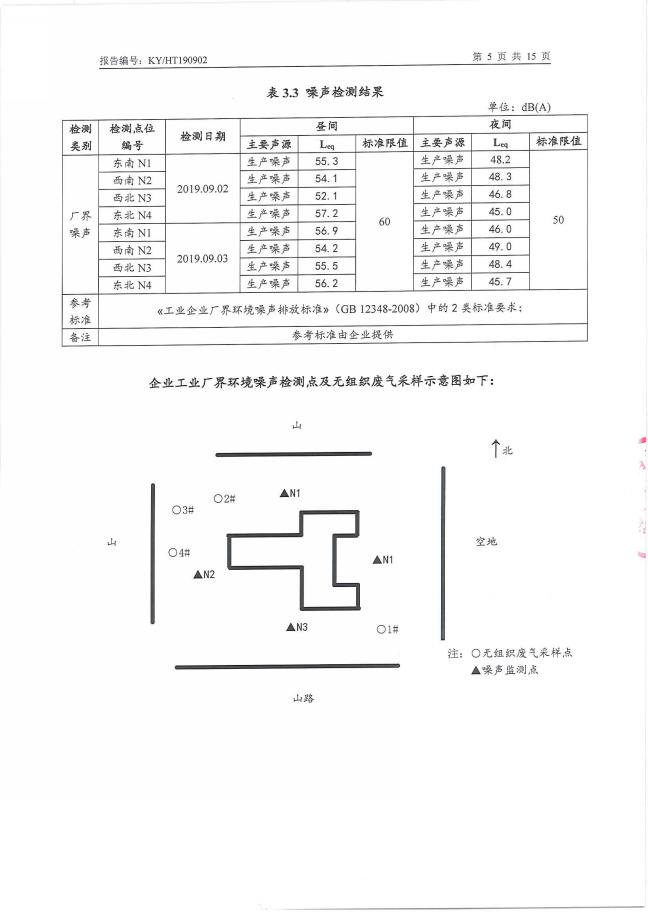 报告编号：KY/HT190902 第 5 页 共 15 页
表 3.3 噪声检测结果
单位：dB(A)
检测类别 检测点位编号 检测日期 昼间 夜间
主要声源 Leq 标准限值 主要声源 Leq 标准限值
厂界噪声 东南 N1 2019.09.02 生产噪声 55.3 60 生产噪声 48.2 50
西南 N2 生产噪声 54.1 生产噪声 48.3
西北 N3 生产噪声 52.1 生产噪声 46.8
东北 N4 生产噪声 57.2 生产噪声 45.0
东南 N1 2019.09.03 生产噪声 56.9 生产噪声 46.0
西南 N2 生产噪声 54.2 生产噪声 49.0
西北 N3 生产噪声 55.5 生产噪声 48.4
东北 N4 生产噪声 56.2 生产噪声 45.7
参考标准 《工业企业厂界环境噪声排放标准》（GB 12348-2008）中的 2 类标准要求；
备注 参考标准由企业提供
企业工业厂界环境噪声检测点及无组织废气采样示意图如下：
山
↑北
○2# ▲N1
○3#
山 空地
○4# ▲N1
▲N2
▲N3 ○1#
注：○无组织废气采样点
▲噪声监测点
山路